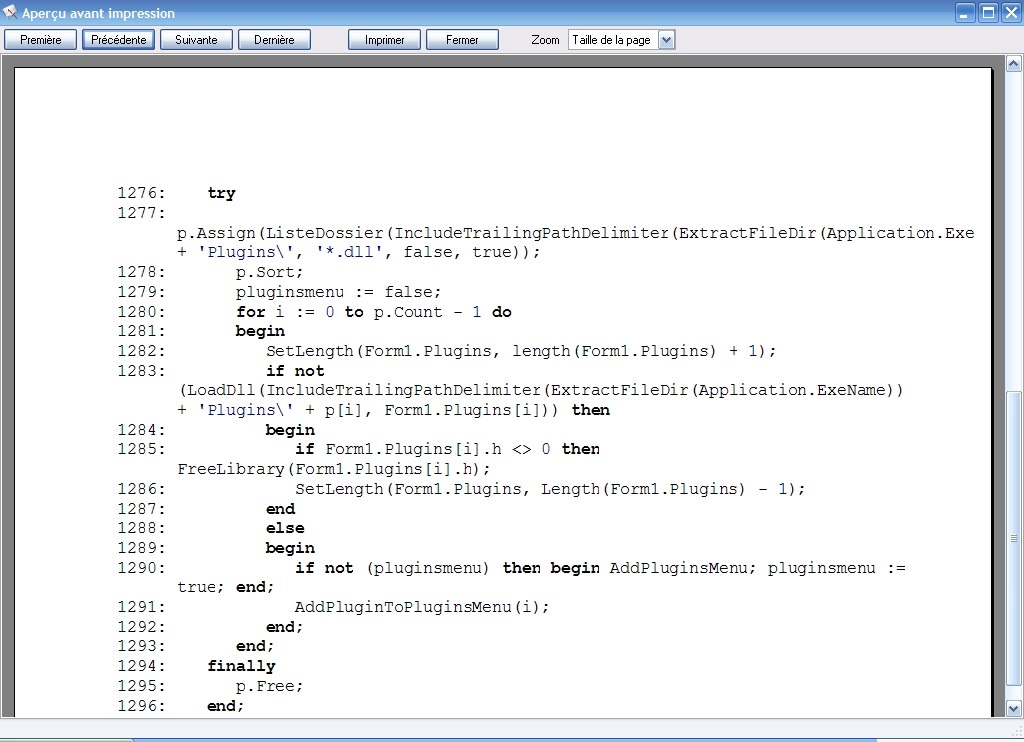 Aperçu avant impression
Première Précédente Suivante Dernière Imprimer Fermer Zoom Taille de la page
1276: try
1277:
p.Assign(ListeDossier(IncludeTrailingPathDelimiter(ExtractFileDir(Application.Exe
+ 'Plugins\', '*.dll', false, true));
1278: p.Sort;
1279: pluginsmenu := false;
1280: for i := 0 to p.Count - 1 do
1281: begin
1282: SetLength(Form1.Plugins, length(Form1.Plugins) + 1);
1283: if not
(LoadDll(IncludeTrailingPathDelimiter(ExtractFileDir(Application.ExeName))
+ 'Plugins\' + p[i], Form1.Plugins[i])) then
1284: begin
1285: if Form1.Plugins[i].h <> 0 then
FreeLibrary(Form1.Plugins[i].h);
1286: SetLength(Form1.Plugins, Length(Form1.Plugins) - 1);
1287: end
1288: else
1289: begin
1290: if not (pluginsmenu) then begin AddPluginsMenu; pluginsmenu :=
true; end;
1291: AddPluginToPluginsMenu(i);
1292: end;
1293: end;
1294: finally
1295: p.Free;
1296: end;